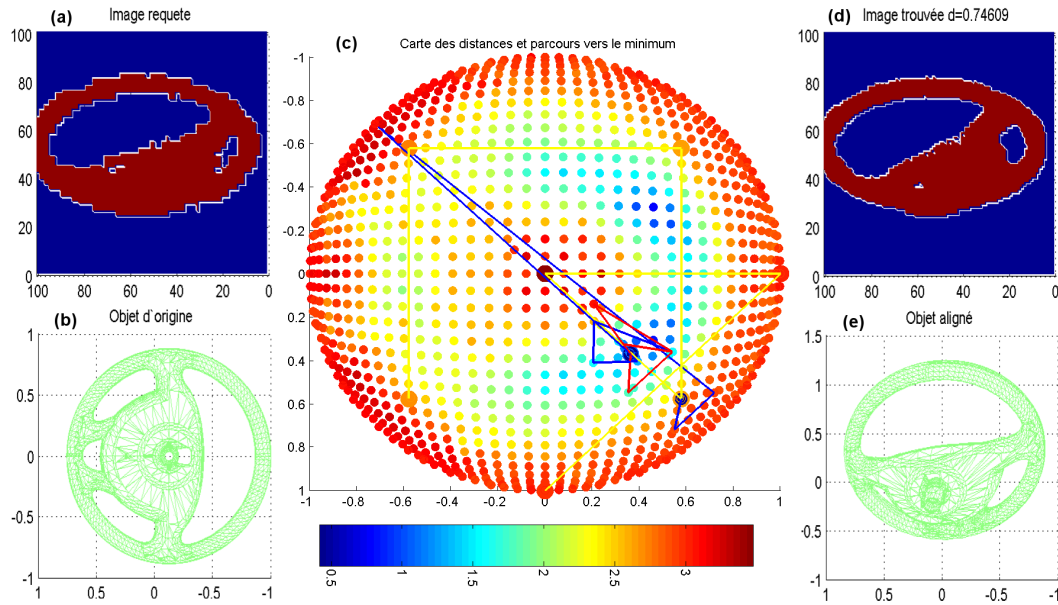 (a)
Image requete
100
80
60
40
20
0
100 80 60 40 20 0
(b)
Objet d`origine
1
0.5
0
-0.5
-1
1 0.5 0 -0.5 -1
(c)
Carte des distances et parcours vers le minimum
-1
-0.8
-0.6
-0.4
-0.2
0
0.2
0.4
0.6
0.8
1
-1 -0.8 -0.6 -0.4 -0.2 0 0.2 0.4 0.6 0.8 1
0.5 1 1.5 2 2.5 3
(d)
Image trouvée d=0.74609
100
80
60
40
20
0
100 80 60 40 20 0
(e)
Objet aligné
1.5
1
0.5
0
-0.5
-1
1 0.5 0 -0.5 -1